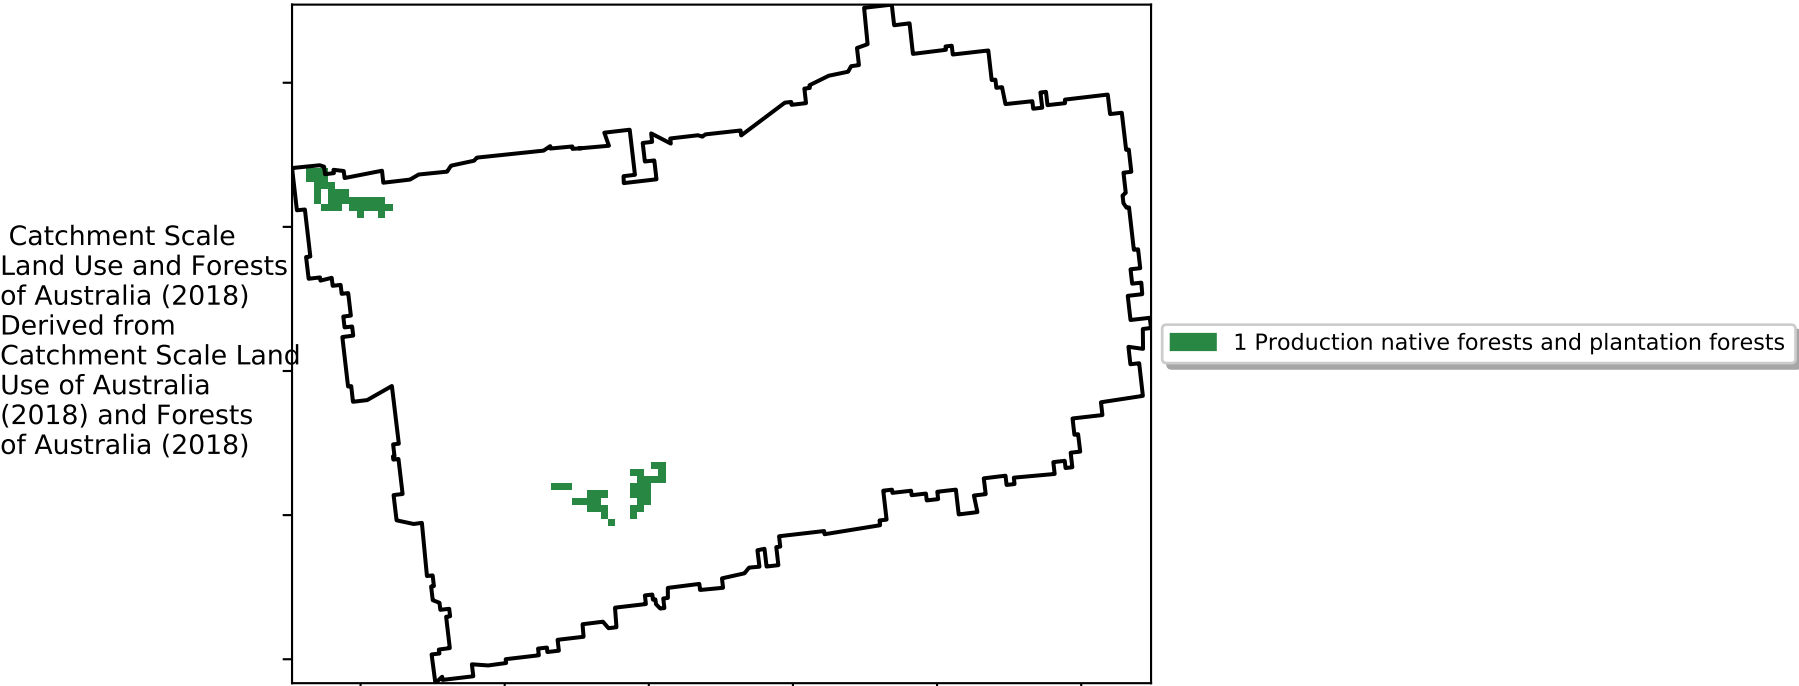 Catchment Scale
Land Use and Forests
of Australia (2018)
Derived from
Catchment Scale Land
Use of Australia
(2018) and Forests
of Australia (2018)
1 Production native forests and plantation forests